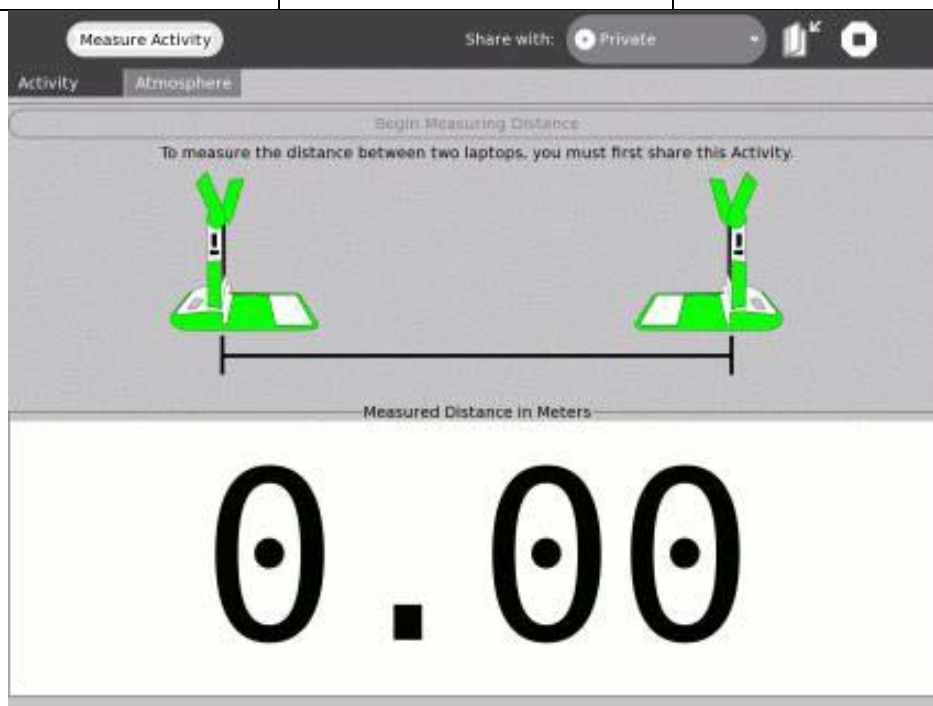 Measure Activity Share with: Private
Activity Atmosphere
Begin Measuring Distance
To measure the distance between two laptops, you must first share this Activity.
Measured Distance in Meters
0.00